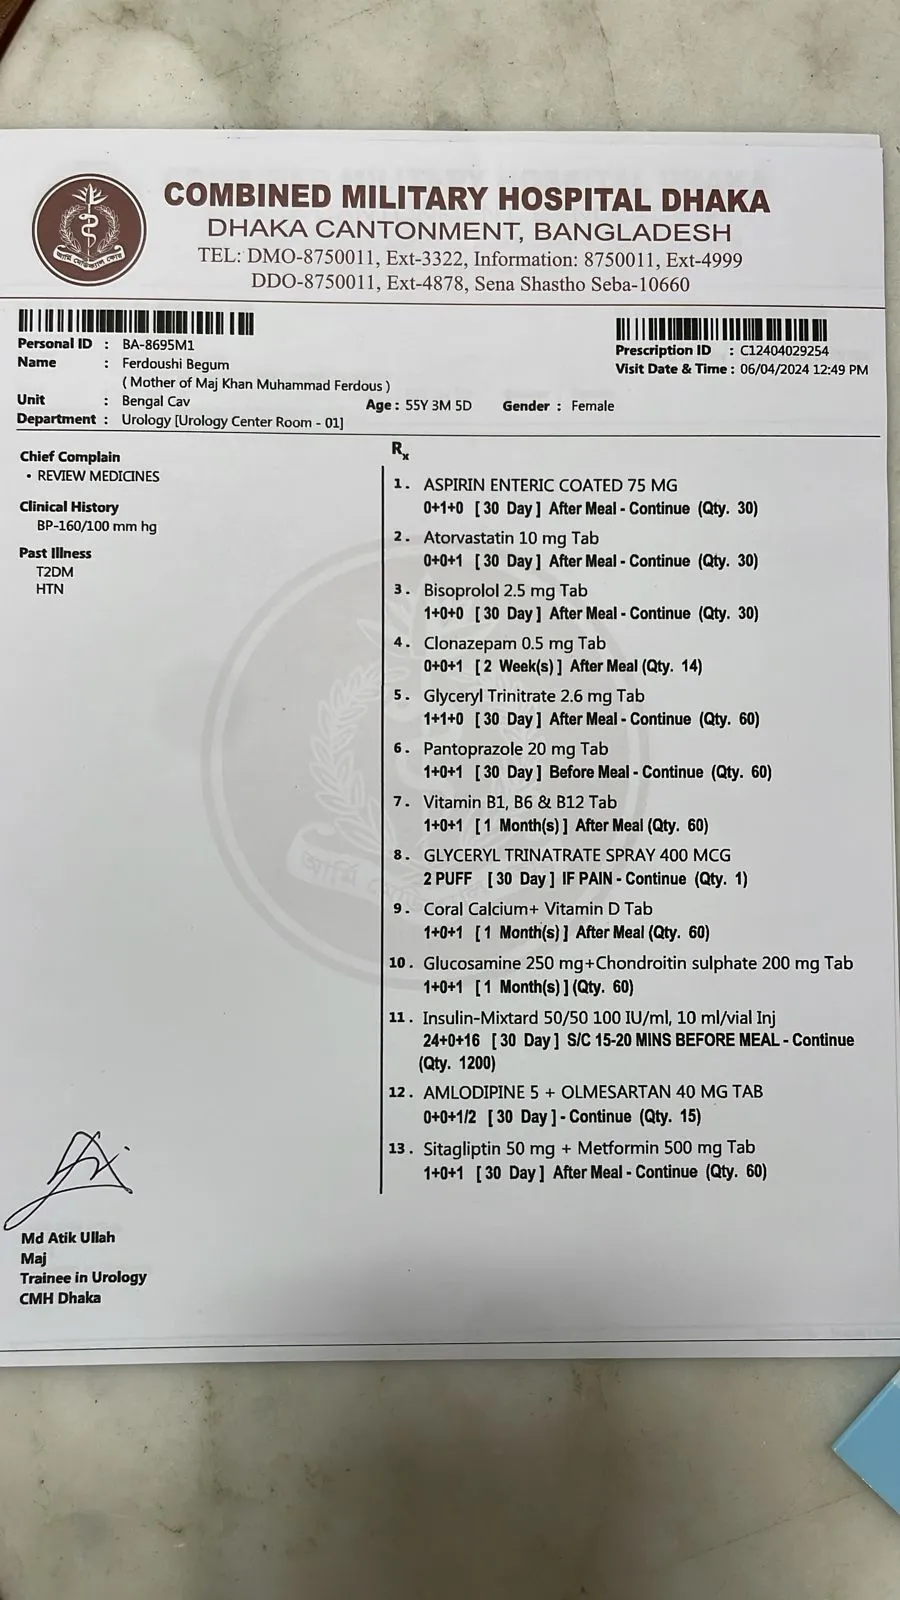 COMBINED MILITARY HOSPITAL DHAKA
DHAKA CANTONMENT, BANGLADESH
TEL: DMO-8750011, Ext-3322, Information: 8750011, Ext-4999
DDO-8750011, Ext-4878, Sena Shastho Seba-10660
Personal ID : BA-8695M1
Name : Ferdoushi Begum
( Mother of Maj Khan Muhammad Ferdous )
Unit : Bengal Cav
Age : 55Y 3M 5D Gender : Female
Department : Urology [Urology Center Room - 01]
Prescription ID : C12404029254
Visit Date & Time : 06/04/2024 12:49 PM
Chief Complain
• REVIEW MEDICINES
Clinical History
BP-160/100 mm hg
Past Illness
T2DM
HTN
Rx
1. ASPIRIN ENTERIC COATED 75 MG
0+1+0 [ 30 Day ] After Meal - Continue (Qty. 30)
2. Atorvastatin 10 mg Tab
0+0+1 [ 30 Day ] After Meal - Continue (Qty. 30)
3. Bisoprolol 2.5 mg Tab
1+0+0 [ 30 Day ] After Meal - Continue (Qty. 30)
4. Clonazepam 0.5 mg Tab
0+0+1 [ 2 Week(s) ] After Meal (Qty. 14)
5. Glyceryl Trinitrate 2.6 mg Tab
1+1+0 [ 30 Day ] After Meal - Continue (Qty. 60)
6. Pantoprazole 20 mg Tab
1+0+1 [ 30 Day ] Before Meal - Continue (Qty. 60)
7. Vitamin B1, B6 & B12 Tab
1+0+1 [ 1 Month(s) ] After Meal (Qty. 60)
8. GLYCERYL TRINATRATE SPRAY 400 MCG
2 PUFF [ 30 Day ] IF PAIN - Continue (Qty. 1)
9. Coral Calcium+ Vitamin D Tab
1+0+1 [ 1 Month(s) ] After Meal (Qty. 60)
10. Glucosamine 250 mg+Chondroitin sulphate 200 mg Tab
1+0+1 [ 1 Month(s) ] (Qty. 60)
11. Insulin-Mixtard 50/50 100 IU/ml, 10 ml/vial Inj
24+0+16 [ 30 Day ] S/C 15-20 MINS BEFORE MEAL - Continue
(Qty. 1200)
12. AMLODIPINE 5 + OLMESARTAN 40 MG TAB
0+0+1/2 [ 30 Day ] - Continue (Qty. 15)
13. Sitagliptin 50 mg + Metformin 500 mg Tab
1+0+1 [ 30 Day ] After Meal - Continue (Qty. 60)
Md Atik Ullah
Maj
Trainee in Urology
CMH Dhaka